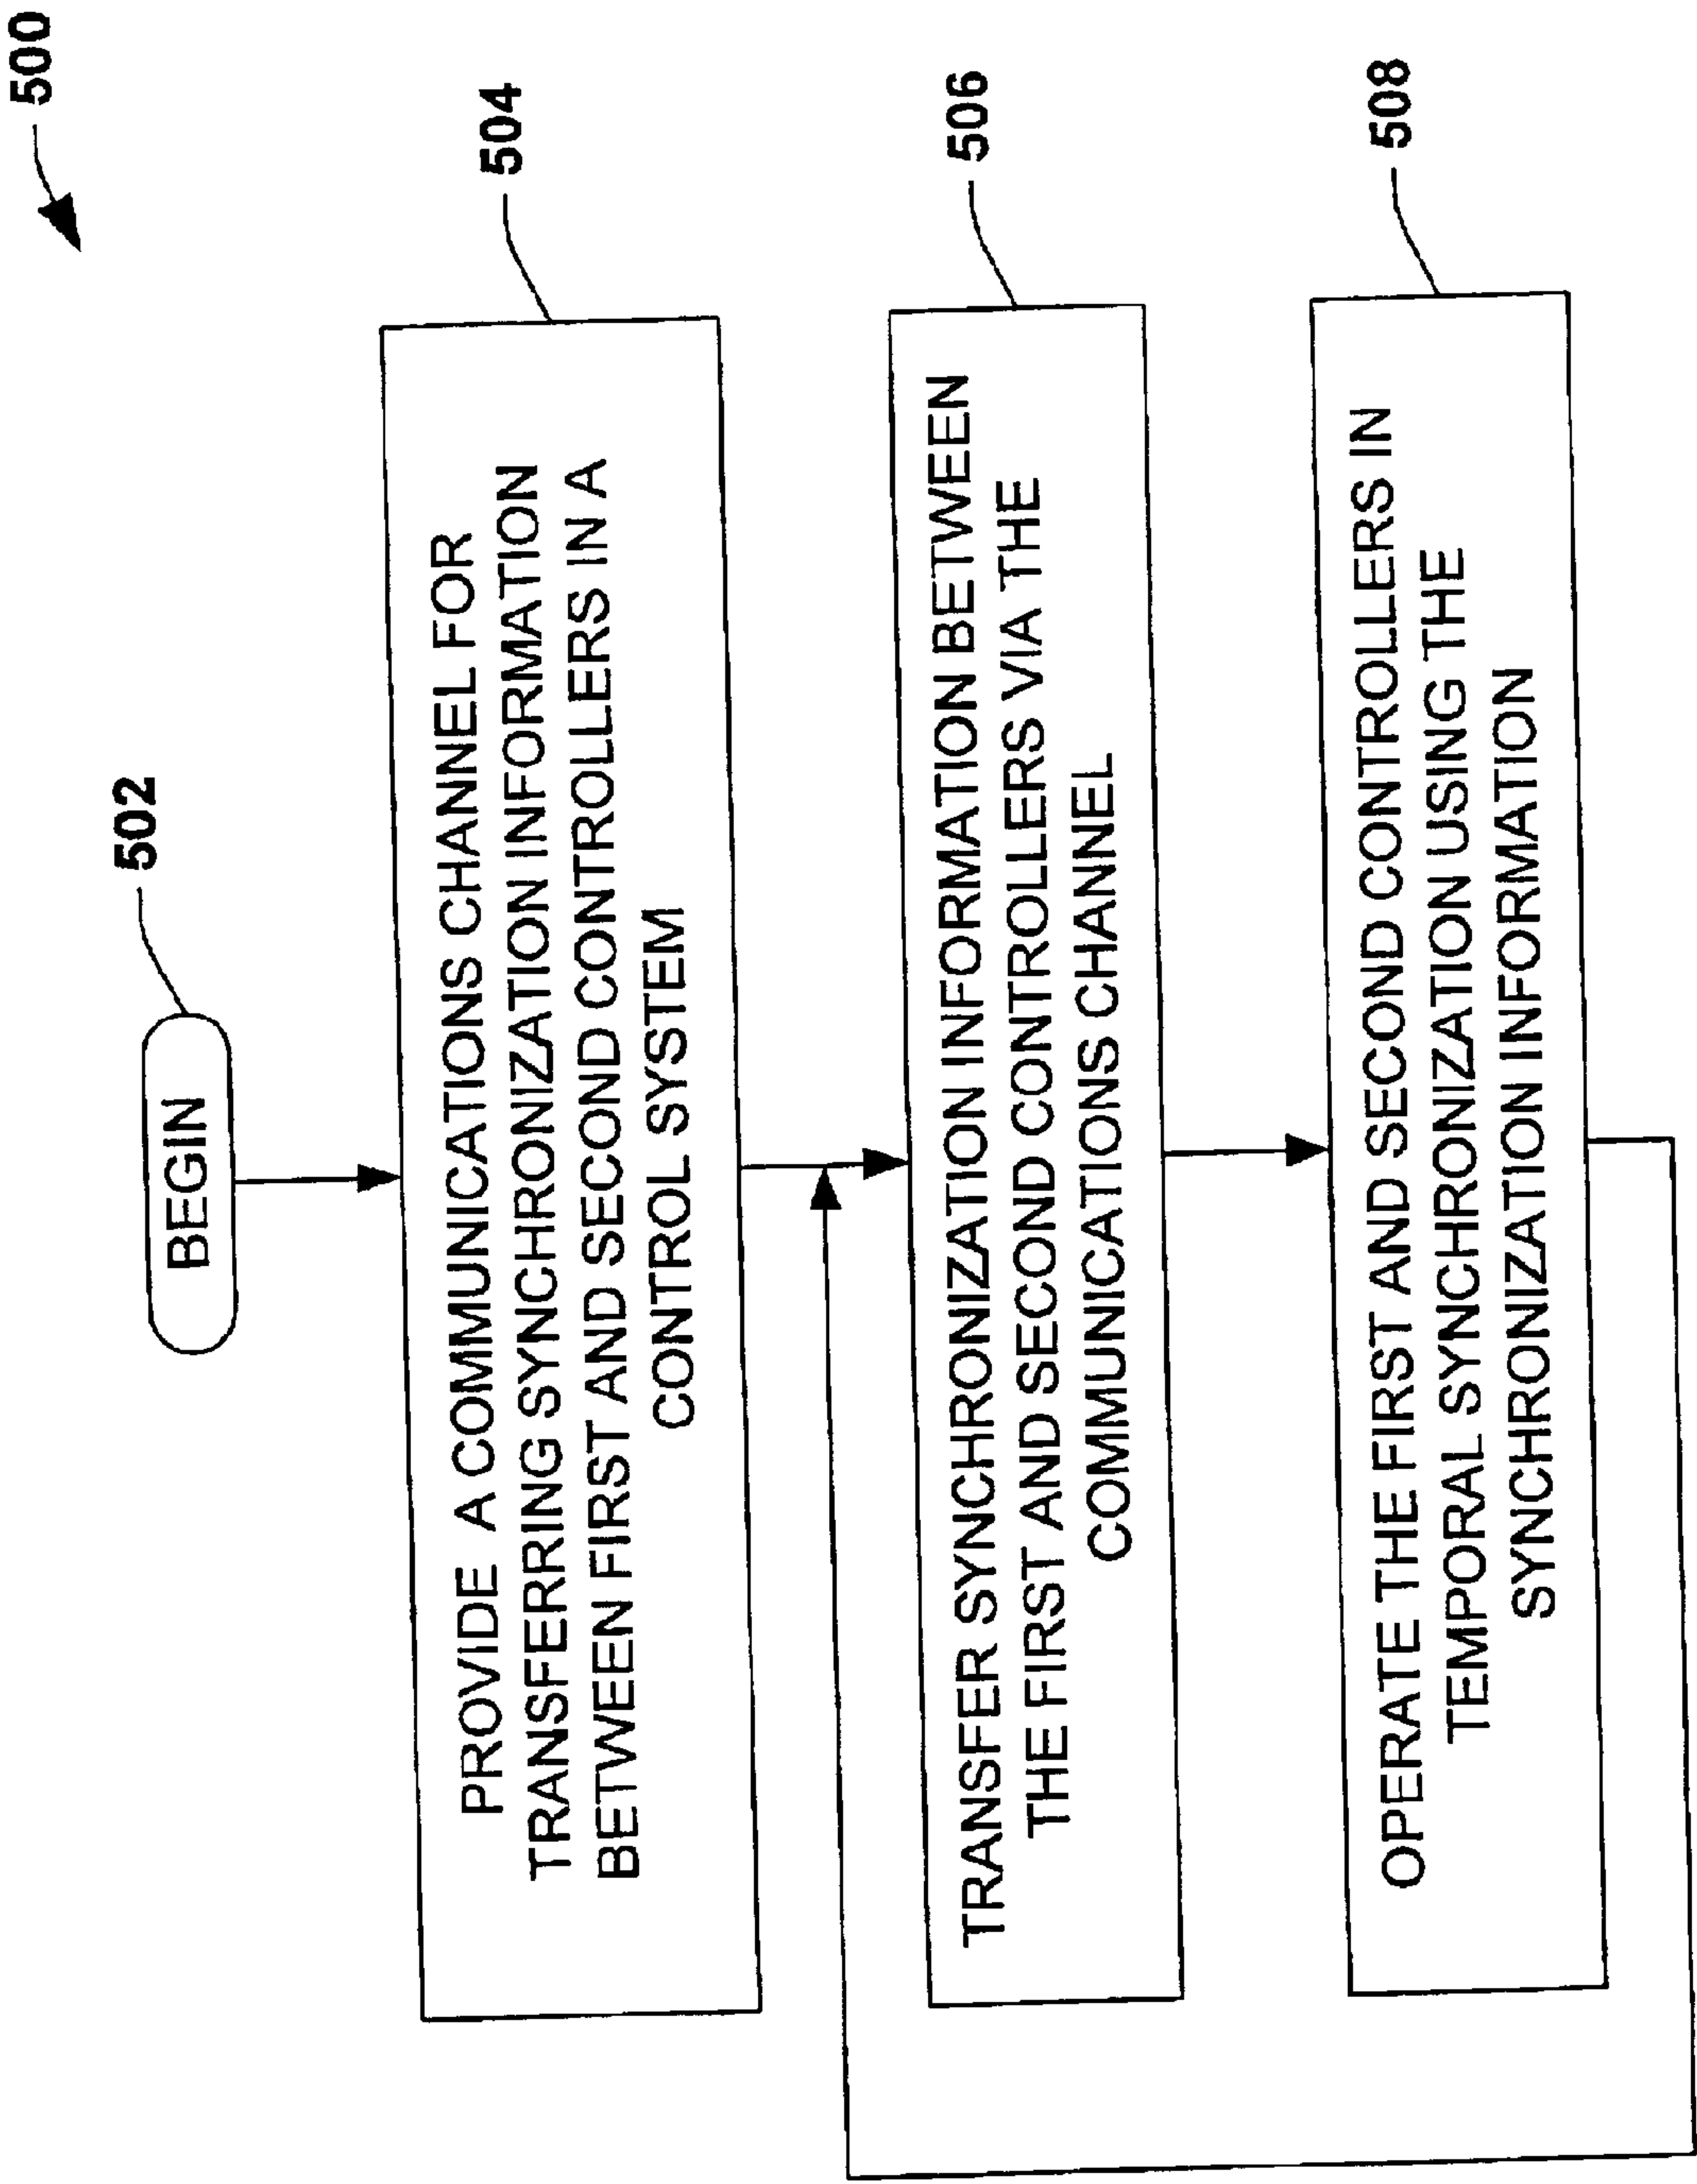 500
502
BEGIN
504
PROVIDE A COMMUNICATIONS CHANNEL FOR
TRANSFERRING SYNCHRONIZATION INFORMATION
BETWEEN FIRST AND SECOND CONTROLLERS IN A
CONTROL SYSTEM
506
TRANSFER SYNCHRONIZATION INFORMATION BETWEEN
THE FIRST AND SECOND CONTROLLERS VIA THE
COMMUNICATIONS CHANNEL
508
OPERATE THE FIRST AND SECOND CONTROLLERS IN
TEMPORAL SYNCHRONIZATION USING THE
SYNCHRONIZATION INFORMATION